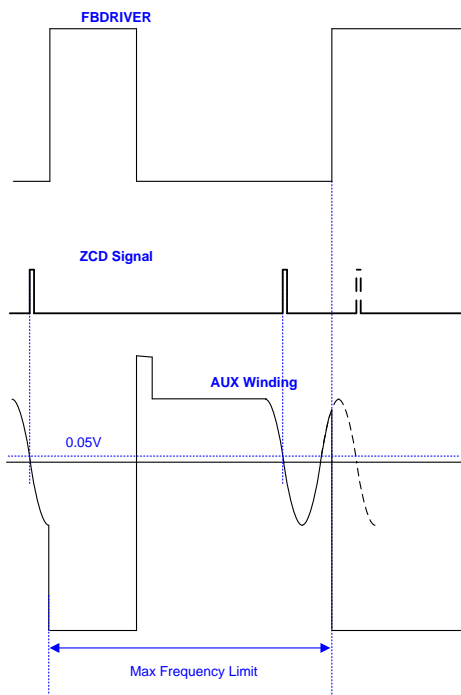 FBDRIVER
ZCD Signal
AUX Winding
0.05V
Max Frequency Limit